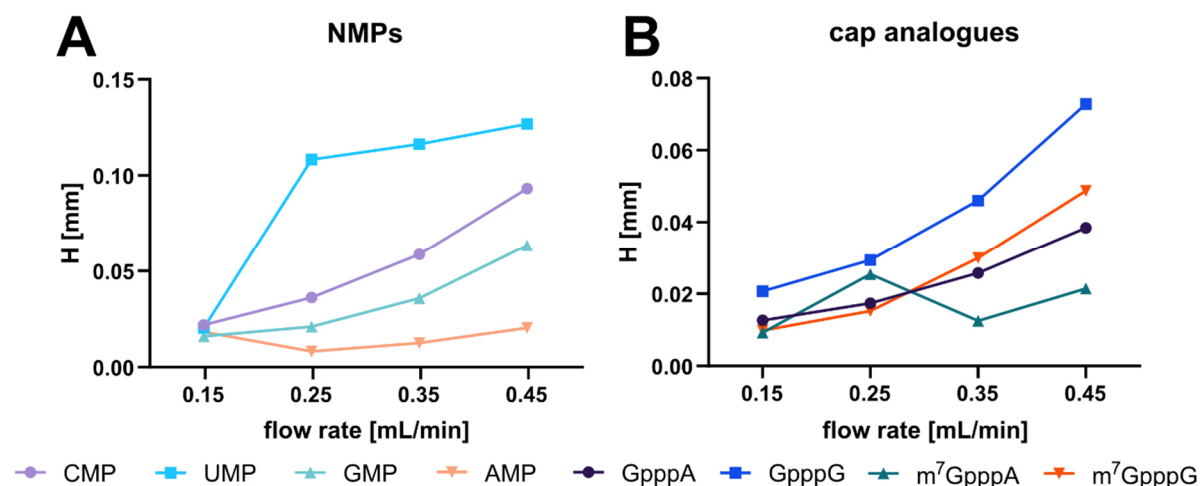 A
NMPs
0.15
0.10
0.05
0.00
H [mm]
0.15 0.25 0.35 0.45
flow rate [mL/min]
B
cap analogues
0.08
0.06
0.04
0.02
0.00
H [mm]
0.15 0.25 0.35 0.45
flow rate [mL/min]
CMP UMP GMP AMP GpppA GpppG m⁷GpppA m⁷GpppG